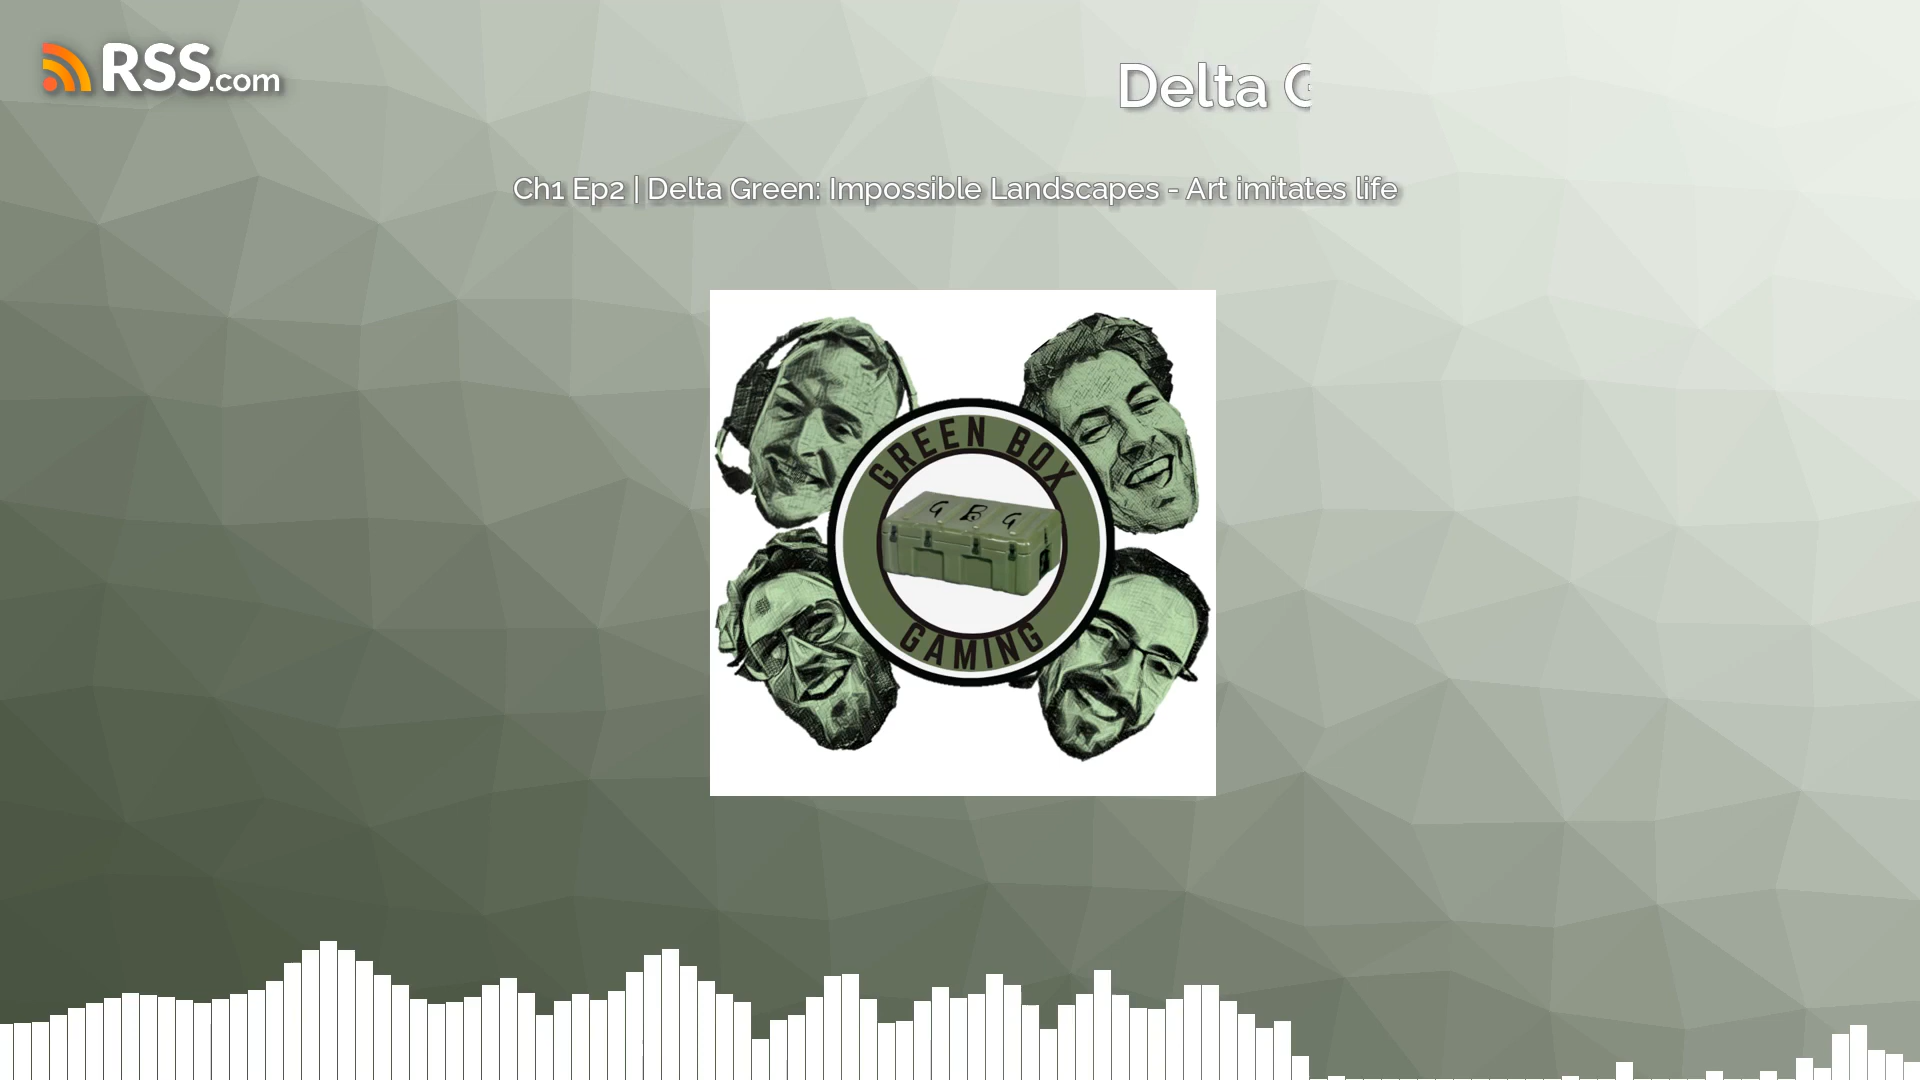 RSS.com
Delta G
Ch1 Ep2 | Delta Green: Impossible Landscapes - Art imitates life
GREEN BOX
G B G
GAMING